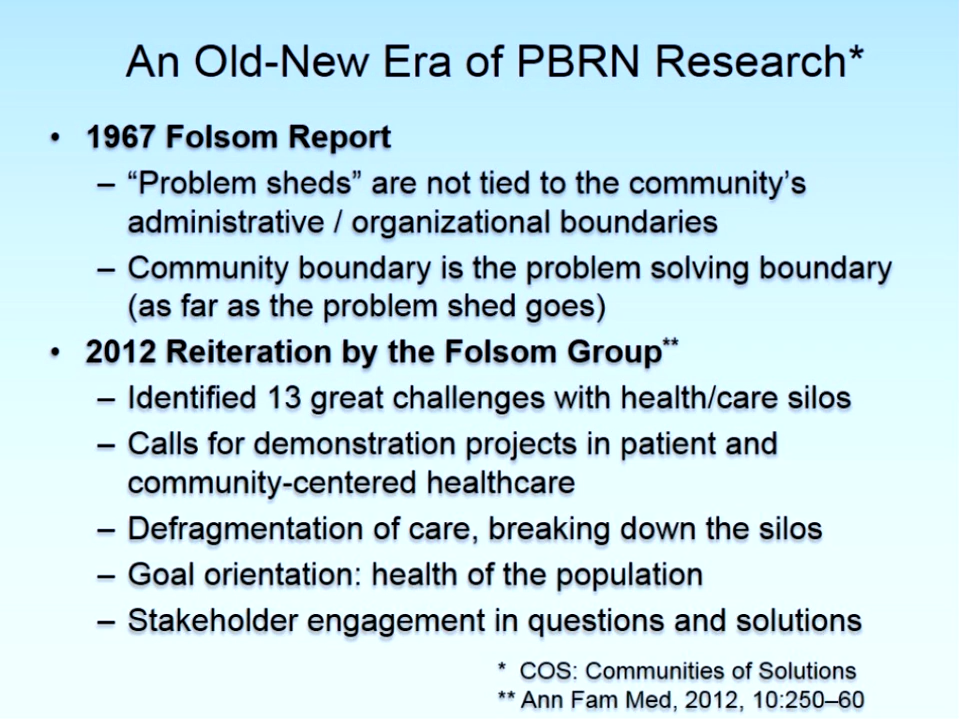 An Old-New Era of PBRN Research*
• 1967 Folsom Report
– “Problem sheds” are not tied to the community’s
administrative / organizational boundaries
– Community boundary is the problem solving boundary
(as far as the problem shed goes)
• 2012 Reiteration by the Folsom Group**
– Identified 13 great challenges with health/care silos
– Calls for demonstration projects in patient and
community-centered healthcare
– Defragmentation of care, breaking down the silos
– Goal orientation: health of the population
– Stakeholder engagement in questions and solutions
* COS: Communities of Solutions
** Ann Fam Med, 2012, 10:250–60